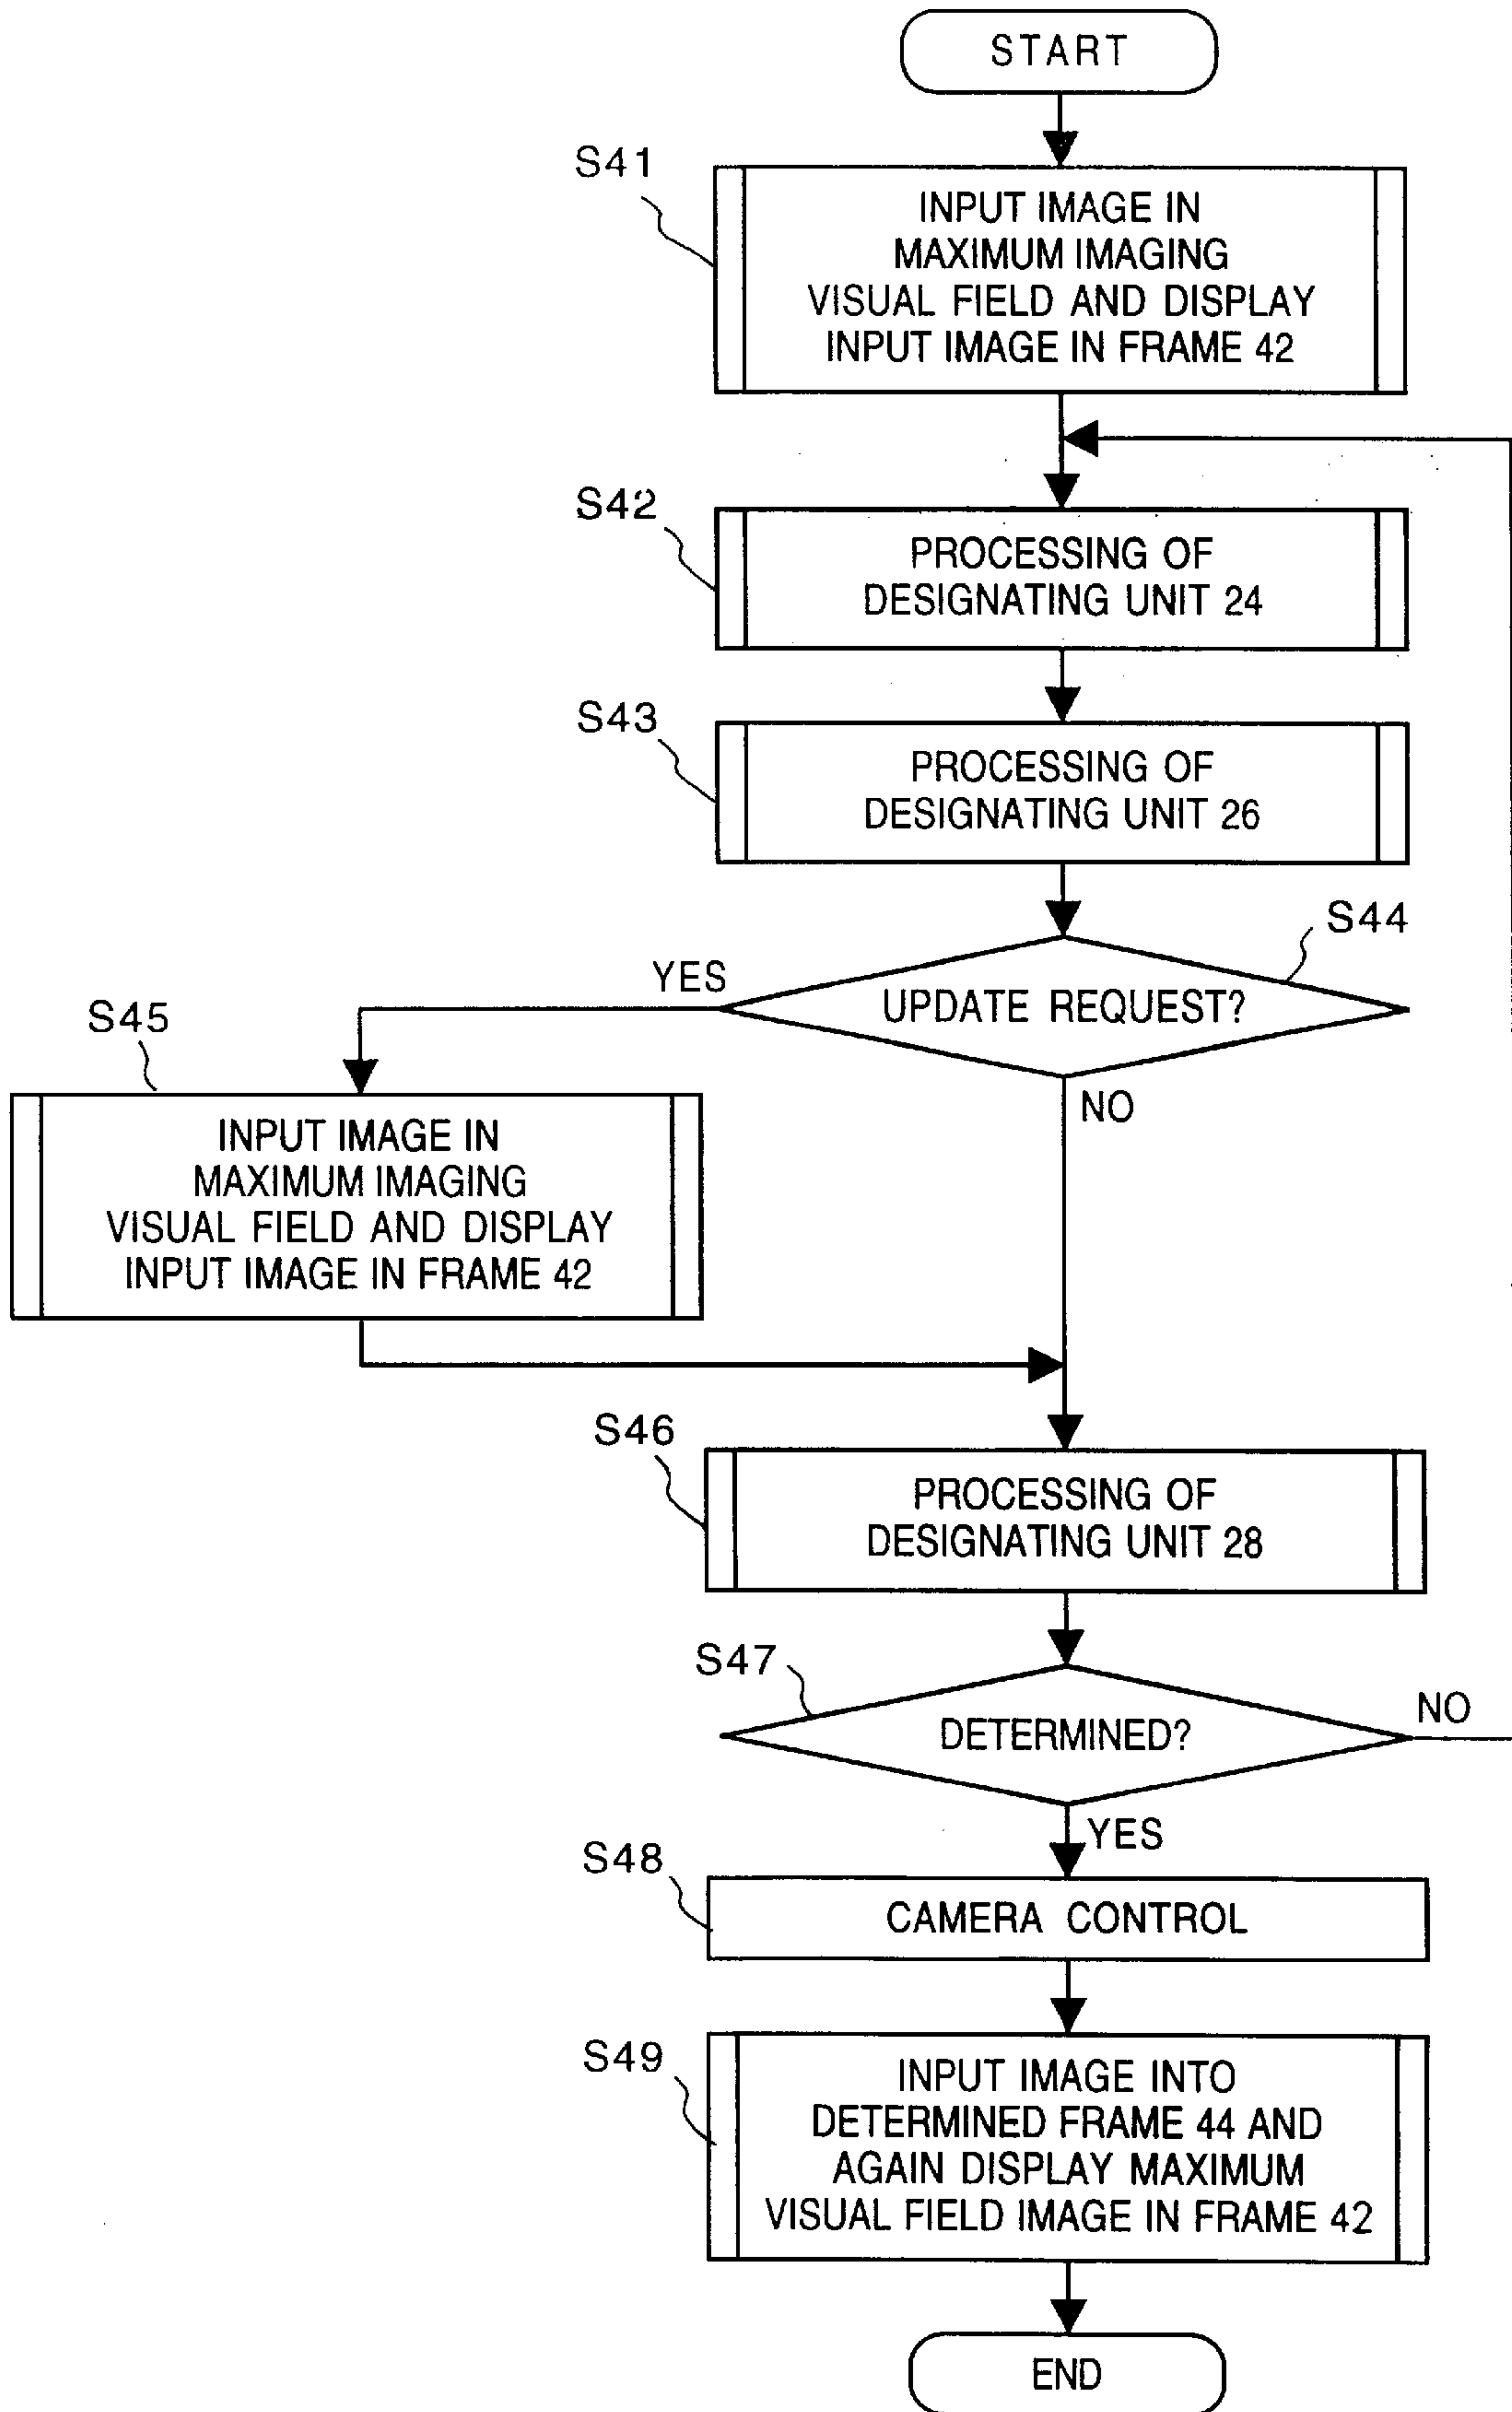 START
S41
INPUT IMAGE IN
MAXIMUM IMAGING
VISUAL FIELD AND DISPLAY
INPUT IMAGE IN FRAME 42
S42
PROCESSING OF
DESIGNATING UNIT 24
S43
PROCESSING OF
DESIGNATING UNIT 26
S44
UPDATE REQUEST?
YES
NO
S45
INPUT IMAGE IN
MAXIMUM IMAGING
VISUAL FIELD AND DISPLAY
INPUT IMAGE IN FRAME 42
S46
PROCESSING OF
DESIGNATING UNIT 28
S47
DETERMINED?
NO
YES
S48
CAMERA CONTROL
S49
INPUT IMAGE INTO
DETERMINED FRAME 44 AND
AGAIN DISPLAY MAXIMUM
VISUAL FIELD IMAGE IN FRAME 42
END